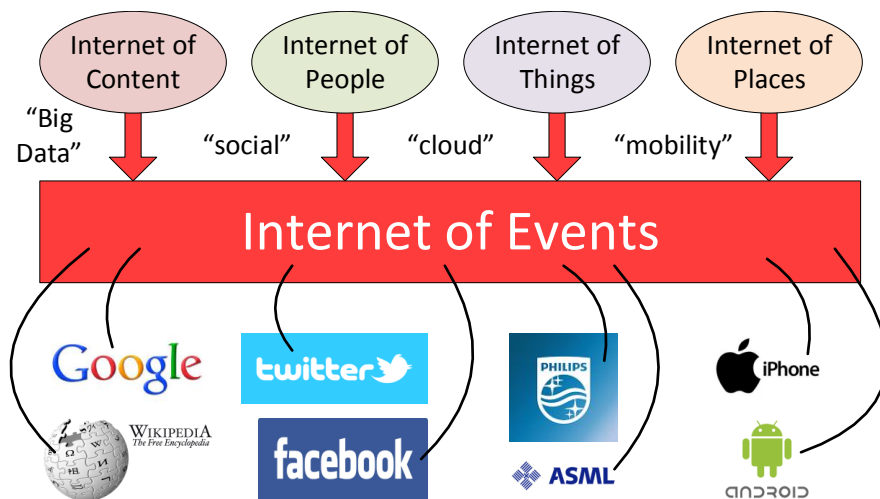 Internet of
Content
Internet of
People
Internet of
Things
Internet of
Places
“Big
Data”
“social”
“cloud”
“mobility”
Internet of Events
Google
twitter
PHILIPS
iPhone
WIKIPEDIA
The Free Encyclopedia
facebook
ASML
ANDROID